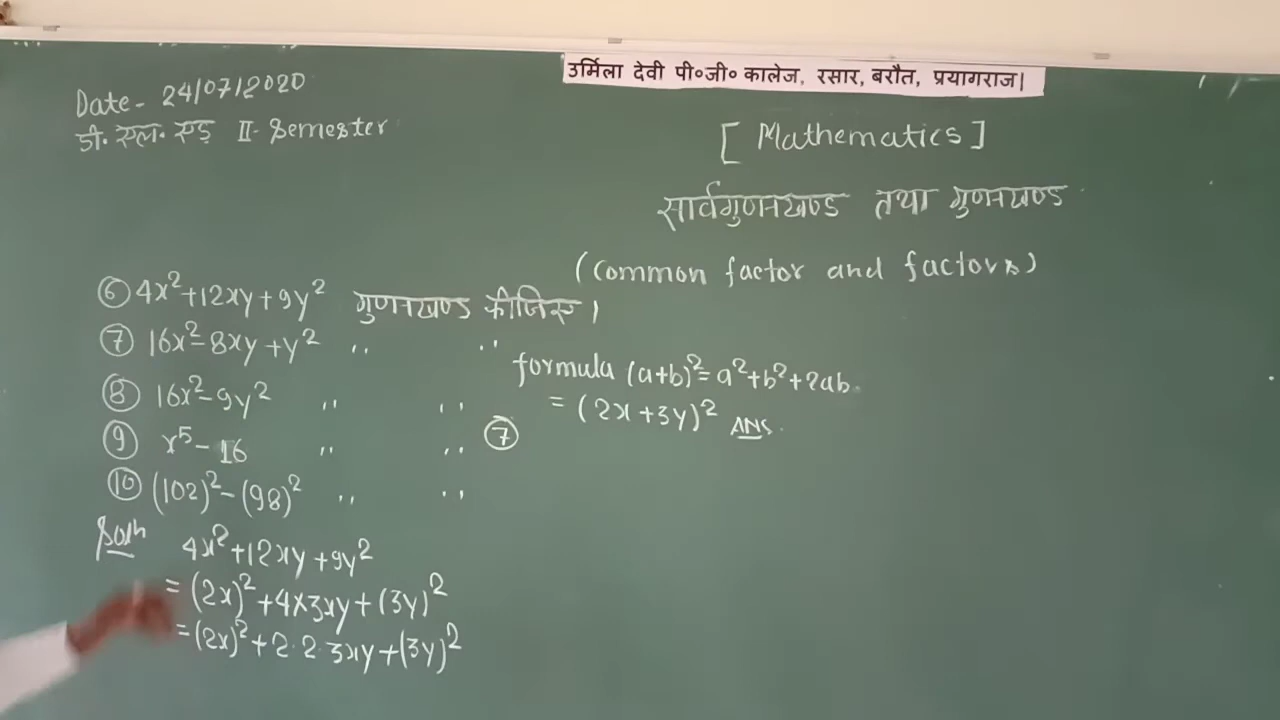 उर्मिला देवी पी०जी० कालेज, रसार, बरौत, प्रयागराज।
Date- 24/07/2020
डी. एल. एड़ II- Semester
[ Mathematics ]
सार्वगुणनखण्ड तथा गुणनखण्ड
(Common factor and factors)
⑥ 4x²+12xy+9y² गुणनखण्ड कीजिए।
⑦ 16x²-8xy+y² ,, ,,
⑧ 16x²-9y² ,, ,,
⑨ x⁵-16 ,, ,,
⑩ (102)²-(98)² ,, ,,
Soln 4x²+12xy+9y²
= (2x)²+4×3xy+(3y)²
= (2x)²+2.2.3xy+(3y)²
formula (a+b)²=a²+b²+2ab.
= (2x+3y)² ANS.
⑦